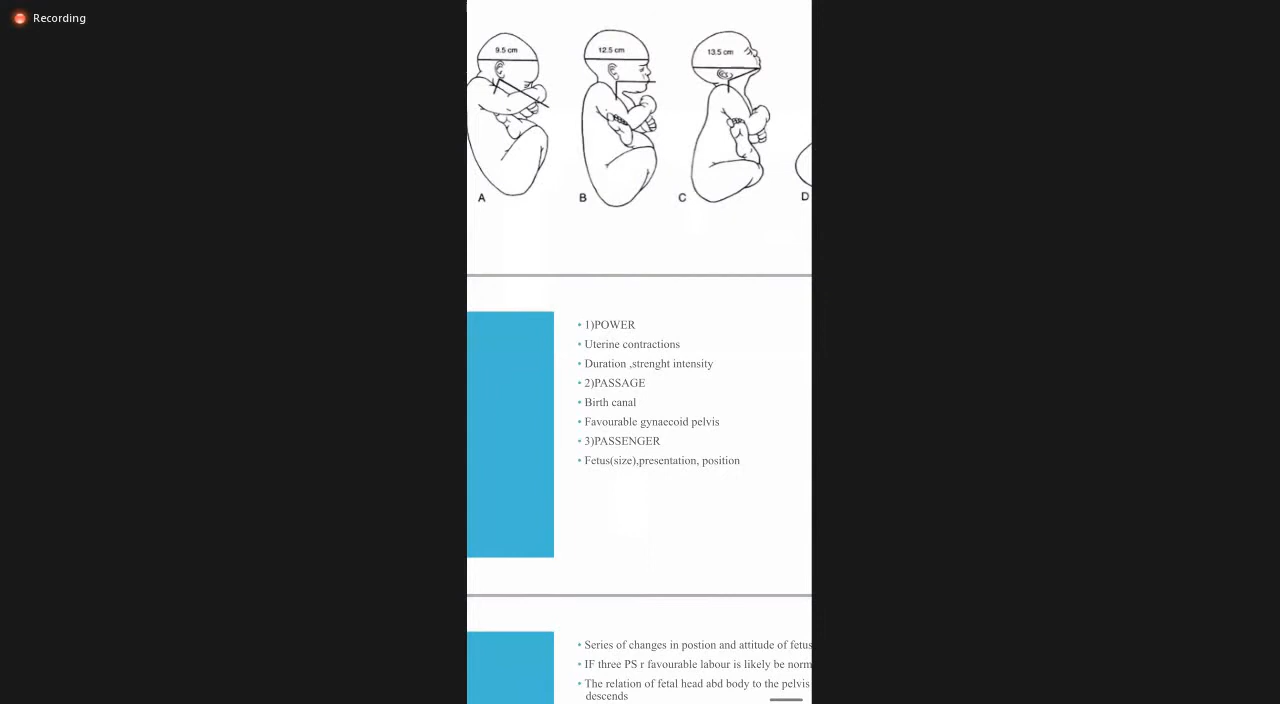 Recording
9.5 cm
12.5 cm
13.5 cm
A
B
C
D
• 1)POWER
• Uterine contractions
• Duration ,strenght intensity
• 2)PASSAGE
• Birth canal
• Favourable gynaecoid pelvis
• 3)PASSENGER
• Fetus(size),presentation, position
• Series of changes in postion and attitude of fetus
• IF three PS r favourable labour is likely be norm
• The relation of fetal head abd body to the pelvis
descends